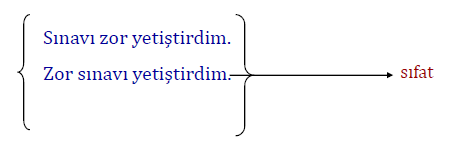 Sınavı zor yetiştirdim.
Zor sınavı yetiştirdim.
sıfat